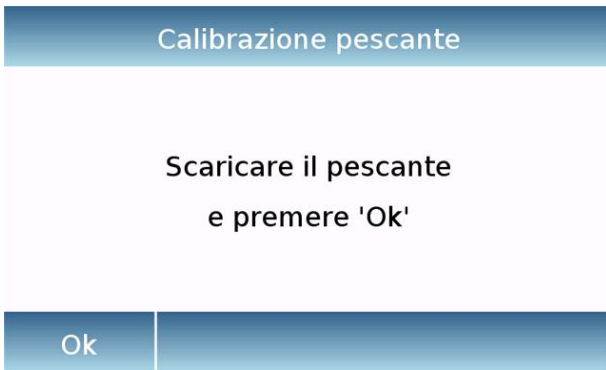 Calibrazione pescante
Scaricare il pescante
e premere 'Ok'
Ok